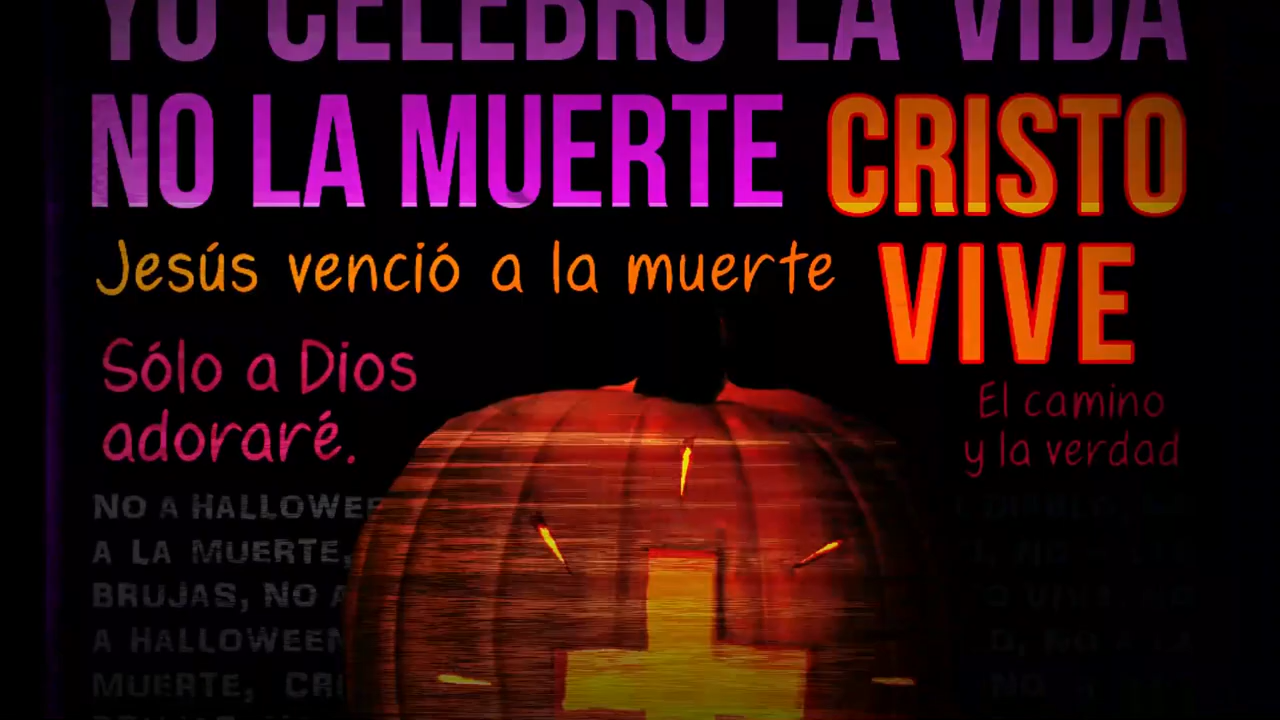 YO CELEBRO LA VIDA
NO LA MUERTE CRISTO
VIVE
Jesús venció a la muerte
Sólo a Dios
adoraré.
El camino
y la verdad
NO A HALLOWEE
A LA MUERTE,
BRUJAS, NO A
A HALLOWEEN
MUERTE, CRI